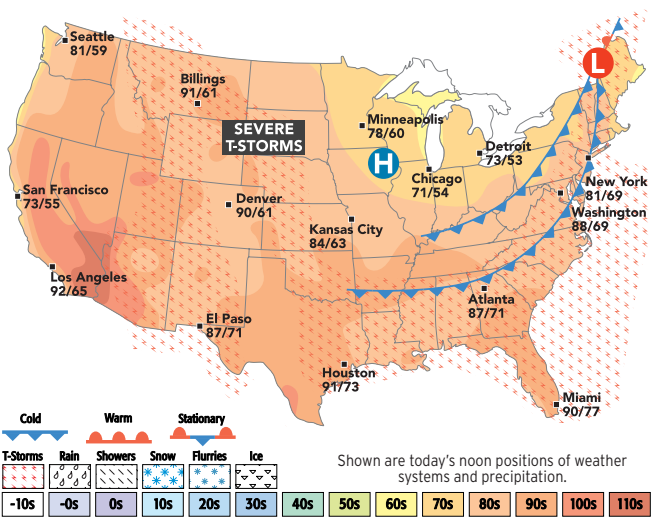 Seattle
81/59
Billings
91/61
SEVERE
T-STORMS
Minneapolis
78/60
H
L
Detroit
73/53
Chicago
71/54
New York
81/69
Washington
88/69
San Francisco
73/55
Denver
90/61
Kansas City
84/63
Los Angeles
92/65
El Paso
87/71
Atlanta
87/71
Houston
91/73
Miami
90/77
Cold Warm Stationary
T-Storms Rain Showers Snow Flurries Ice
Shown are today's noon positions of weather
systems and precipitation.
-10s -0s 0s 10s 20s 30s 40s 50s 60s 70s 80s 90s 100s 110s